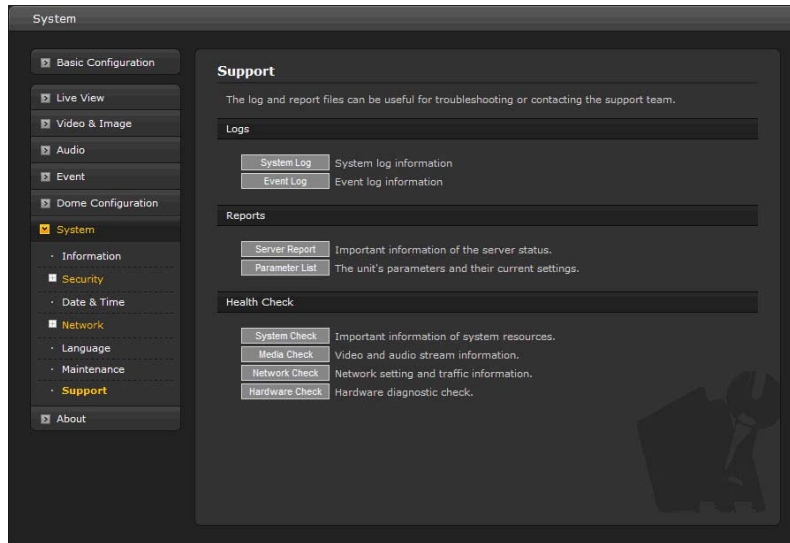 System
Basic Configuration
Live View
Video & Image
Audio
Event
Dome Configuration
System
Information
Security
Date & Time
Network
Language
Maintenance
Support
About
Support
The log and report files can be useful for troubleshooting or contacting the support team.
Logs
System Log System log information
Event Log Event log information
Reports
Server Report Important information of the server status.
Parameter List The unit's parameters and their current settings.
Health Check
System Check Important information of system resources.
Media Check Video and audio stream information.
Network Check Network setting and traffic information.
Hardware Check Hardware diagnostic check.